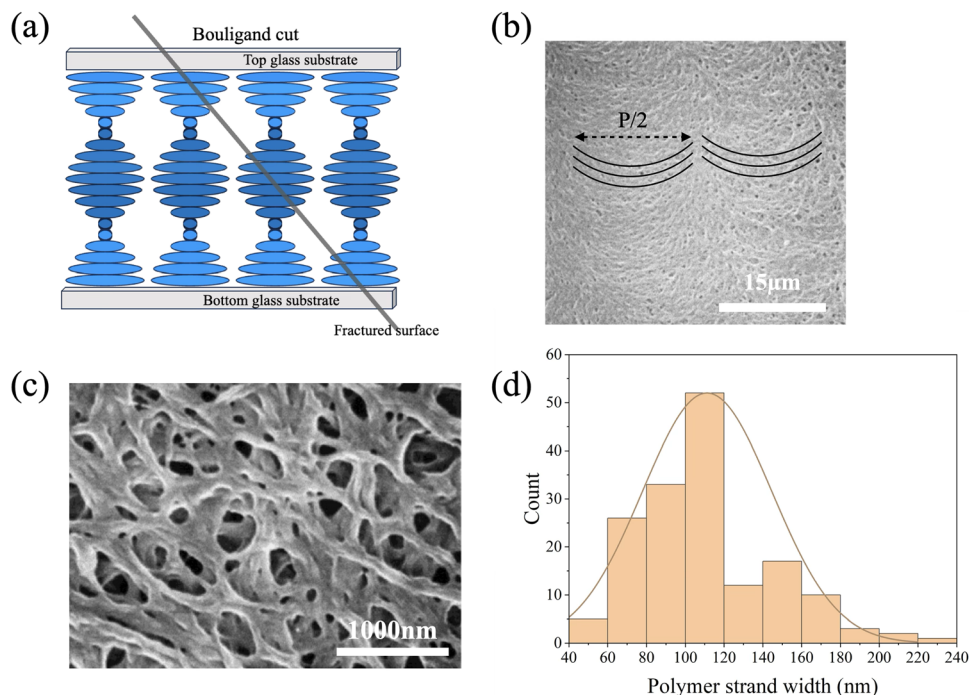 (a)
Bouligand cut
Top glass substrate
Bottom glass substrate
Fractured surface
(b)
P/2
15μm
(c)
1000nm
(d)
60
50
40
30
20
10
0
Count
40 60 80 100 120 140 160 180 200 220 240
Polymer strand width (nm)